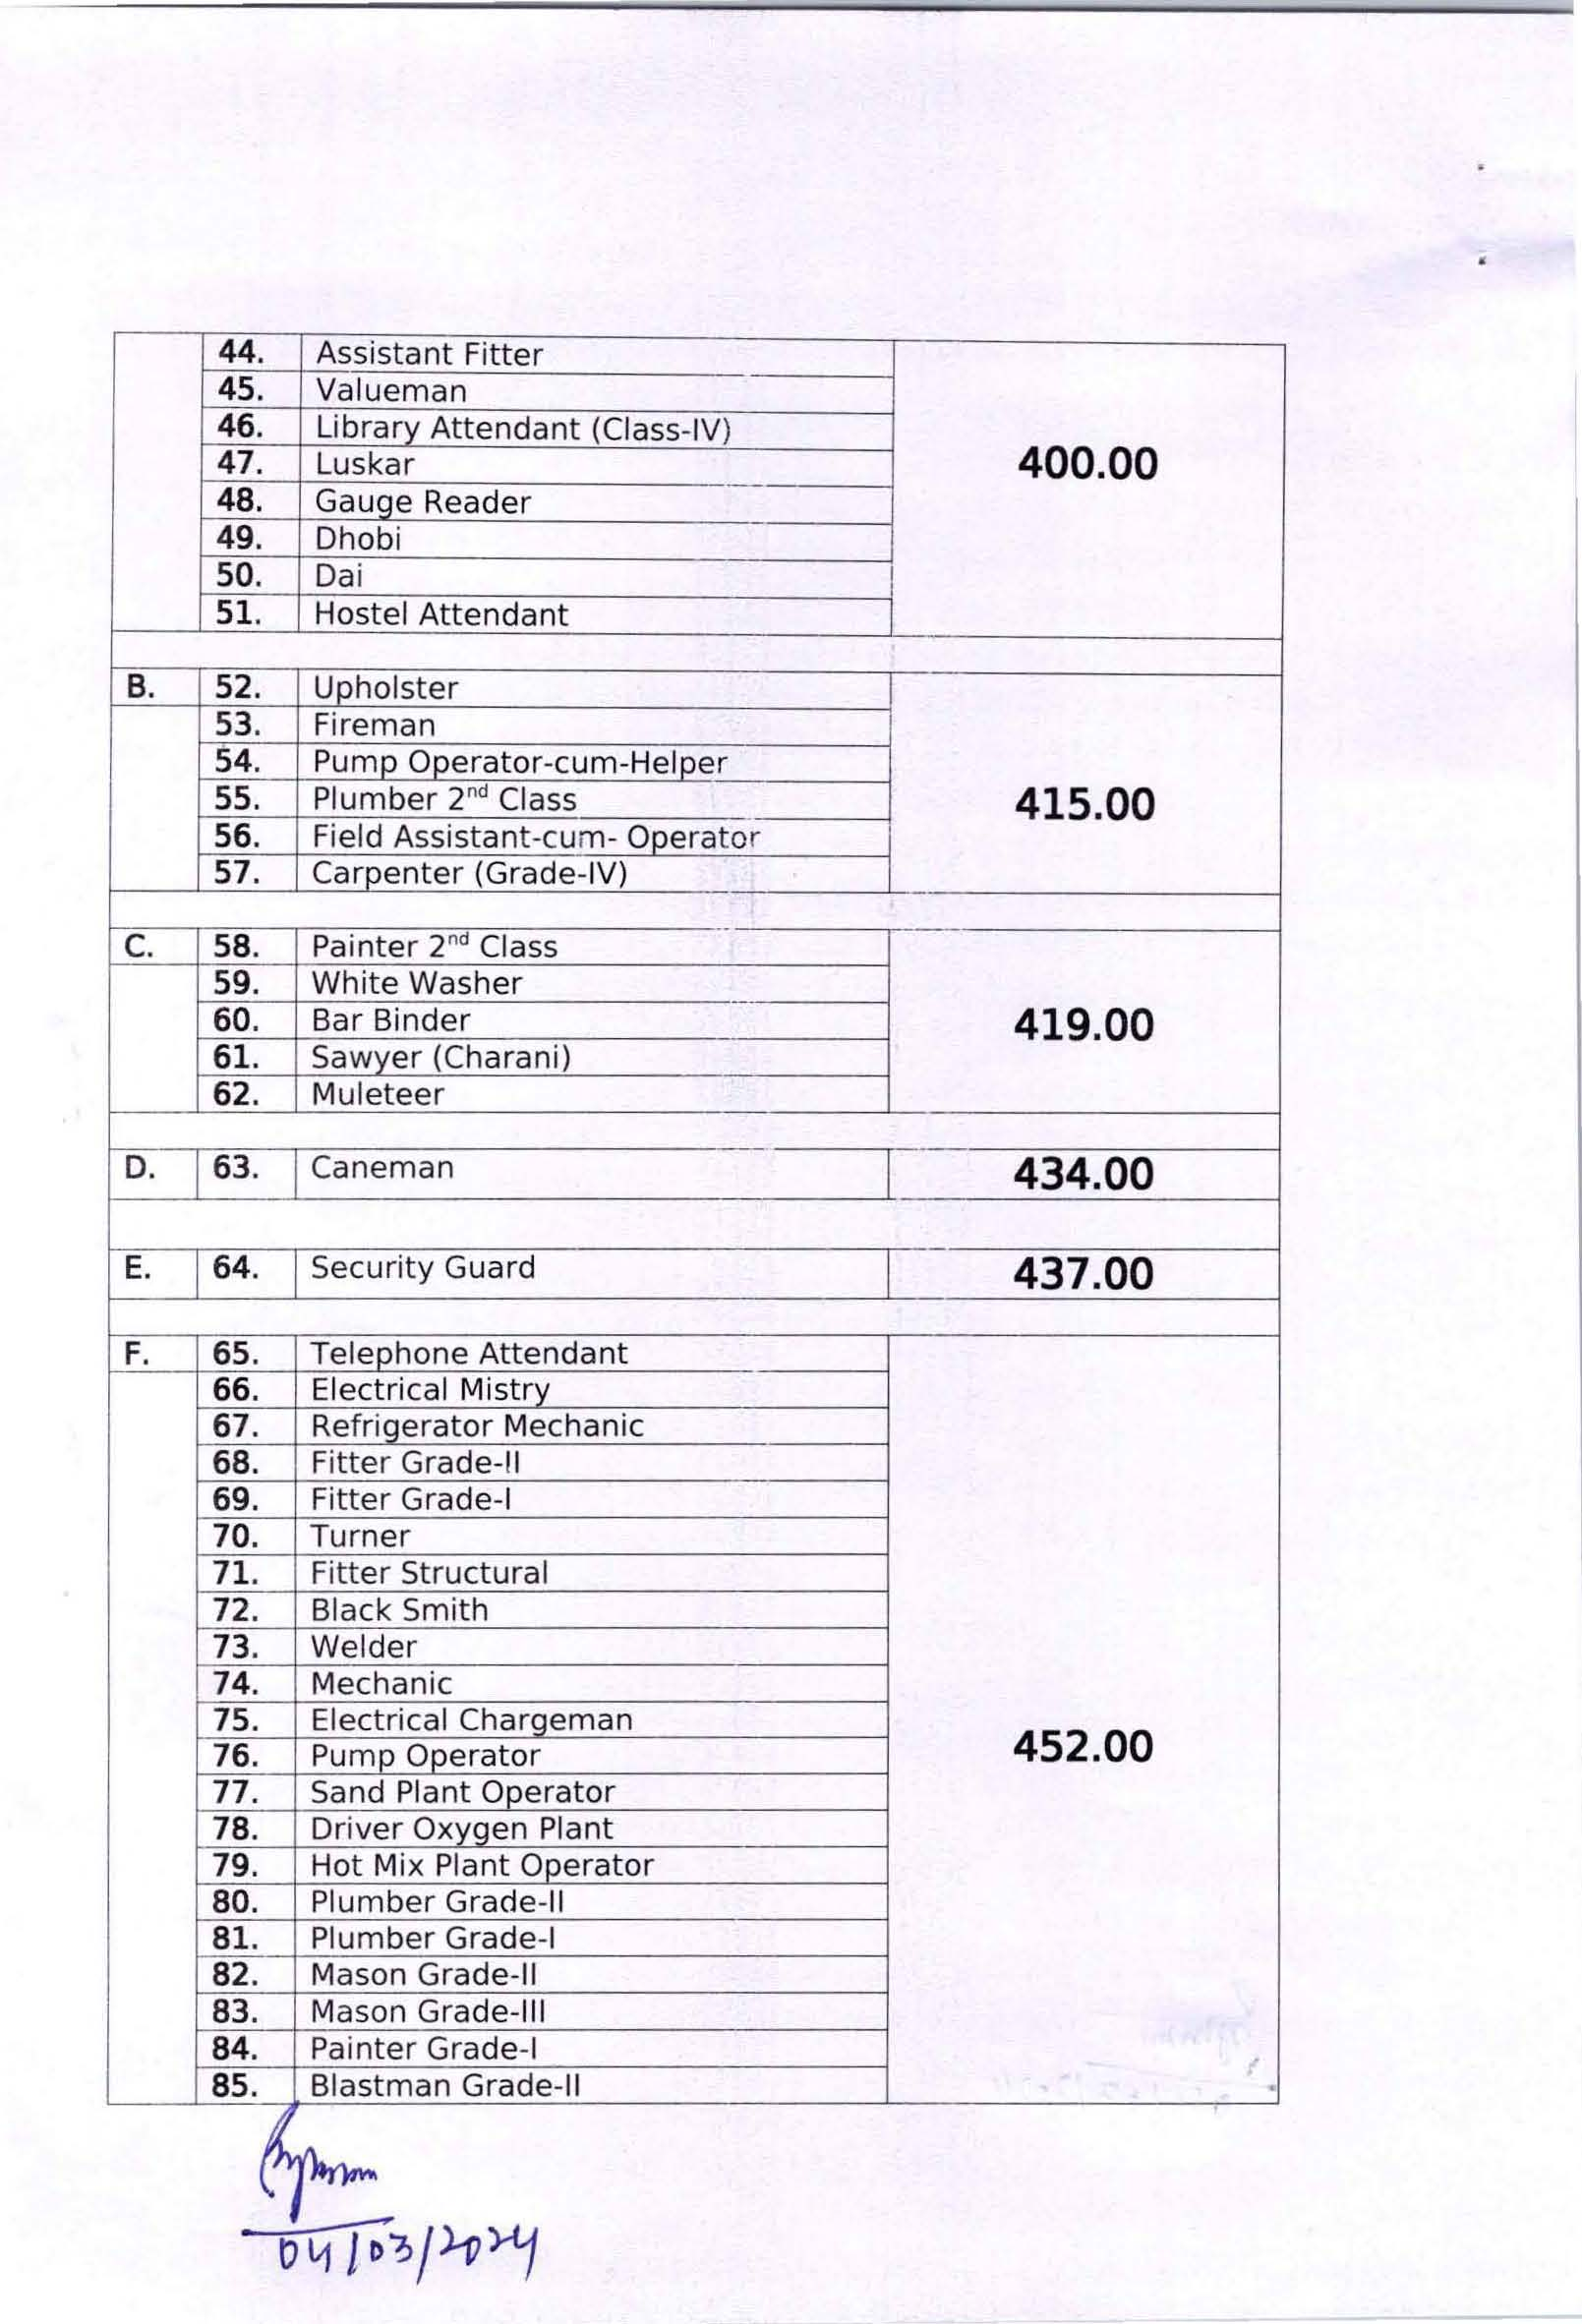 44. Assistant Fitter
45. Valueman
46. Library Attendant (Class-IV)
47. Luskar
400.00
48. Gauge Reader
49. Dhobi
50. Dai
51. Hostel Attendant
B. 52. Upholster
53. Fireman
54. Pump Operator-cum-Helper
55. Plumber 2nd Class
415.00
56. Field Assistant-cum- Operator
57. Carpenter (Grade-IV)
C. 58. Painter 2nd Class
59. White Washer
60. Bar Binder
419.00
61. Sawyer (Charani)
62. Muleteer
D. 63. Caneman 434.00
E. 64. Security Guard 437.00
F. 65. Telephone Attendant
66. Electrical Mistry
67. Refrigerator Mechanic
68. Fitter Grade-II
69. Fitter Grade-I
70. Turner
71. Fitter Structural
72. Black Smith
73. Welder
74. Mechanic
75. Electrical Chargeman
76. Pump Operator
452.00
77. Sand Plant Operator
78. Driver Oxygen Plant
79. Hot Mix Plant Operator
80. Plumber Grade-II
81. Plumber Grade-I
82. Mason Grade-II
83. Mason Grade-III
84. Painter Grade-I
85. Blastman Grade-II
04/03/2024